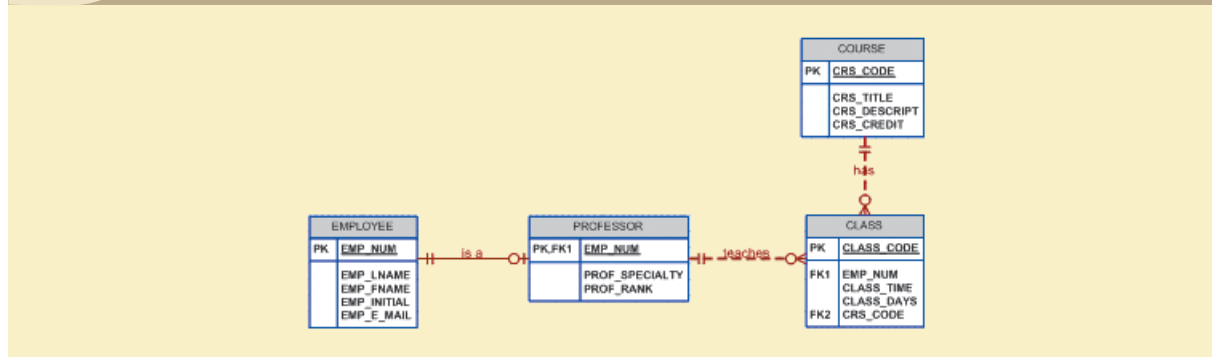 COURSE
PK CRS_CODE
CRS_TITLE
CRS_DESCRIPT
CRS_CREDIT
has
EMPLOYEE
PK EMP_NUM
EMP_LNAME
EMP_FNAME
EMP_INITIAL
EMP_E_MAIL
is a
PROFESSOR
PK,FK1 EMP_NUM
PROF_SPECIALTY
PROF_RANK
teaches
CLASS
PK CLASS_CODE
FK1 EMP_NUM
CLASS_TIME
CLASS_DAYS
FK2 CRS_CODE